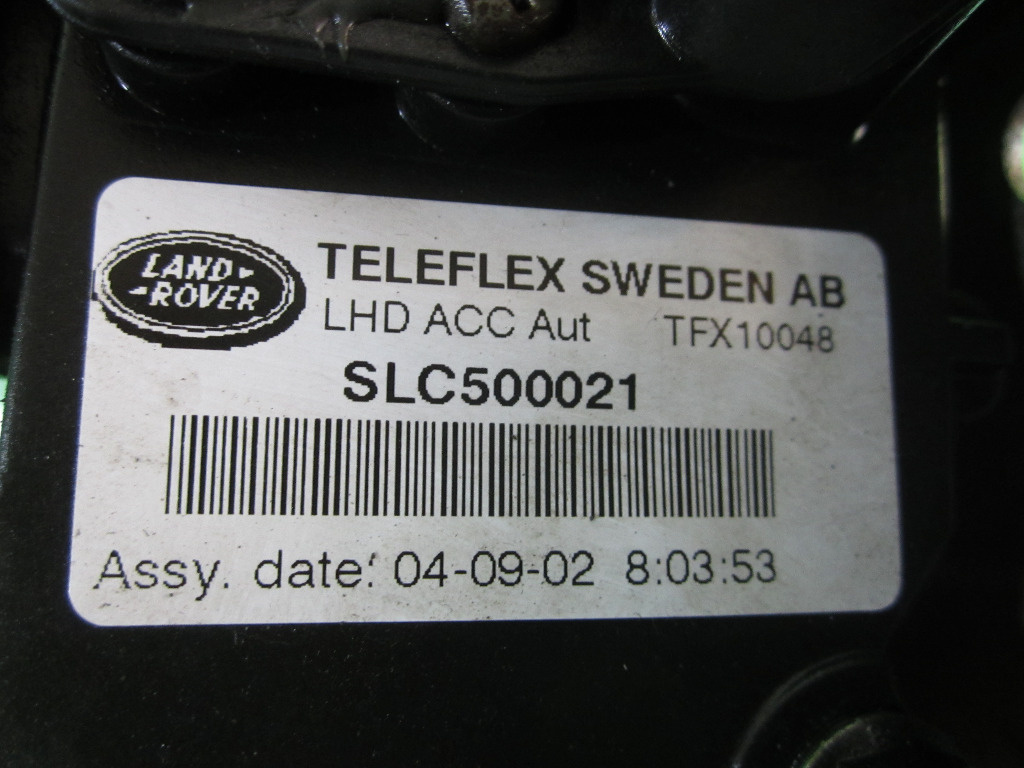 LAND-
-ROVER
TELEFLEX SWEDEN AB
LHD ACC Aut TFX10048
SLC500021
Assy. date: 04-09-02 8:03:53